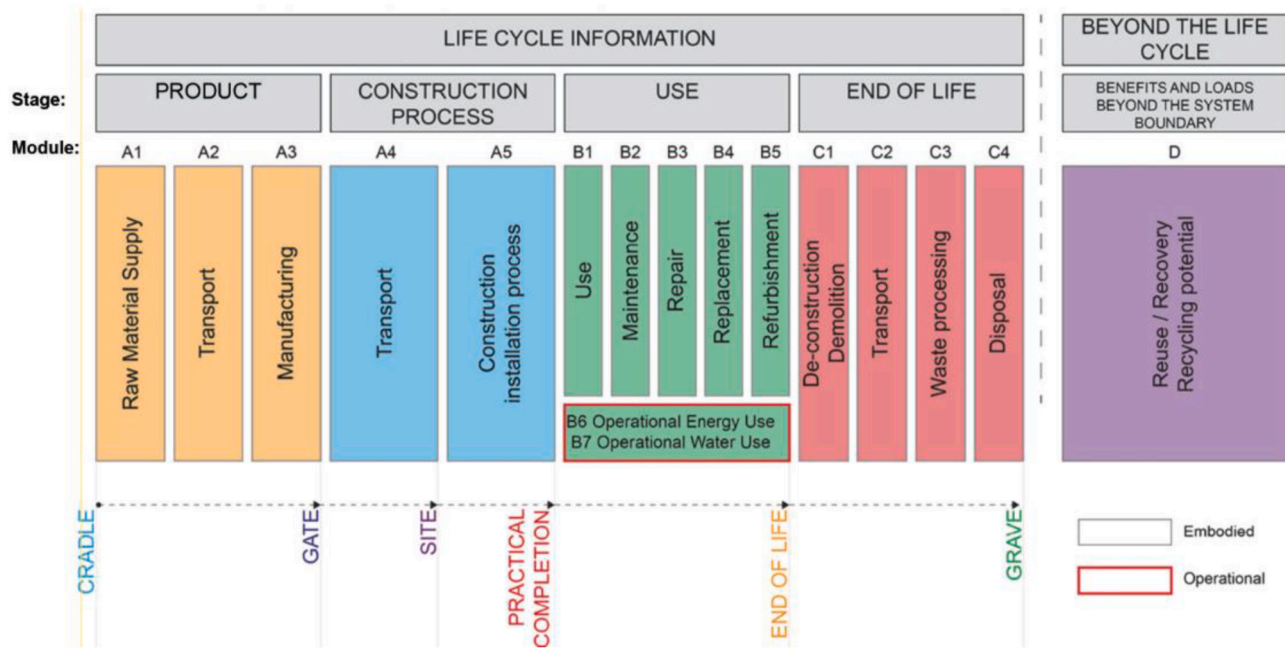 LIFE CYCLE INFORMATION
BEYOND THE LIFE
CYCLE
Stage:
PRODUCT
CONSTRUCTION
PROCESS
USE
END OF LIFE
BENEFITS AND LOADS
BEYOND THE SYSTEM
BOUNDARY
Module:
A1
A2
A3
A4
A5
B1
B2
B3
B4
B5
C1
C2
C3
C4
D
Raw Material Supply
Transport
Manufacturing
Transport
Construction
installation process
Use
Maintenance
Repair
Replacement
Refurbishment
De-construction
Demolition
Transport
Waste processing
Disposal
Reuse / Recovery
Recycling potential
B6 Operational Energy Use
B7 Operational Water Use
CRADLE
GATE
SITE
PRACTICAL
COMPLETION
END OF LIFE
GRAVE
Embodied
Operational